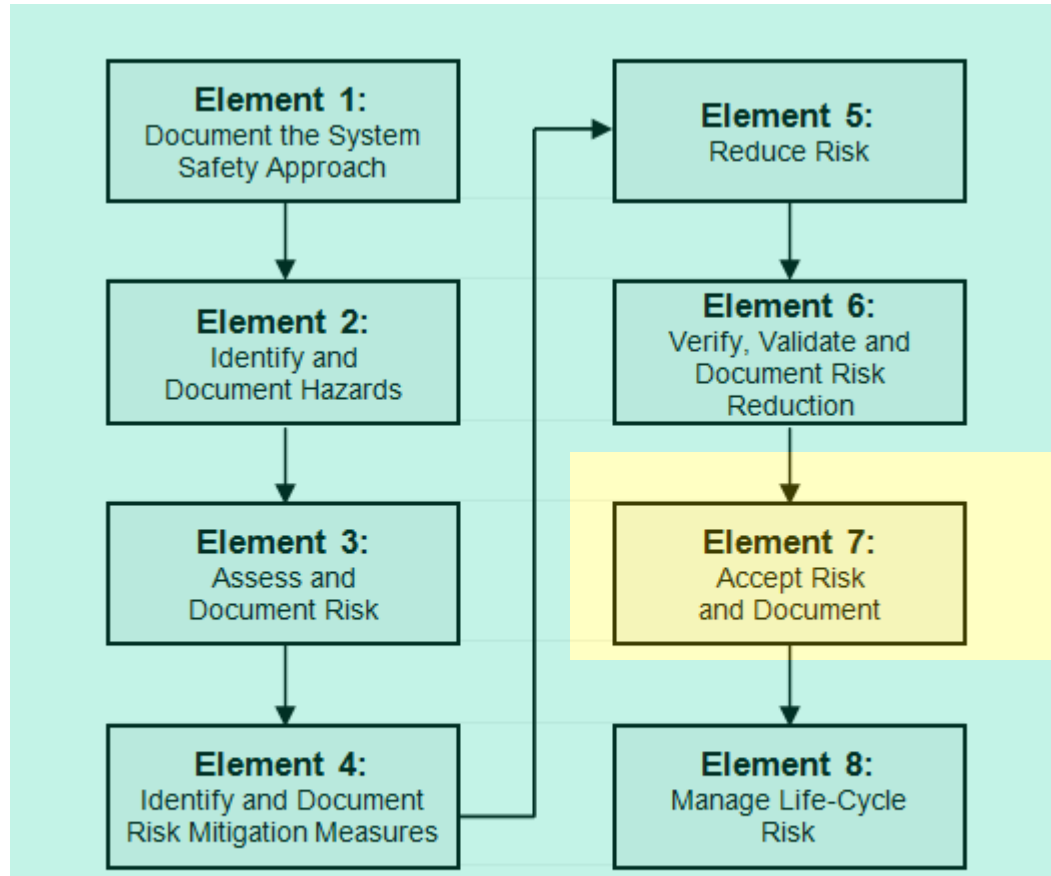 Element 1:
Document the System
Safety Approach
Element 2:
Identify and
Document Hazards
Element 3:
Assess and
Document Risk
Element 4:
Identify and Document
Risk Mitigation Measures
Element 5:
Reduce Risk
Element 6:
Verify, Validate and
Document Risk
Reduction
Element 7:
Accept Risk
and Document
Element 8:
Manage Life-Cycle
Risk